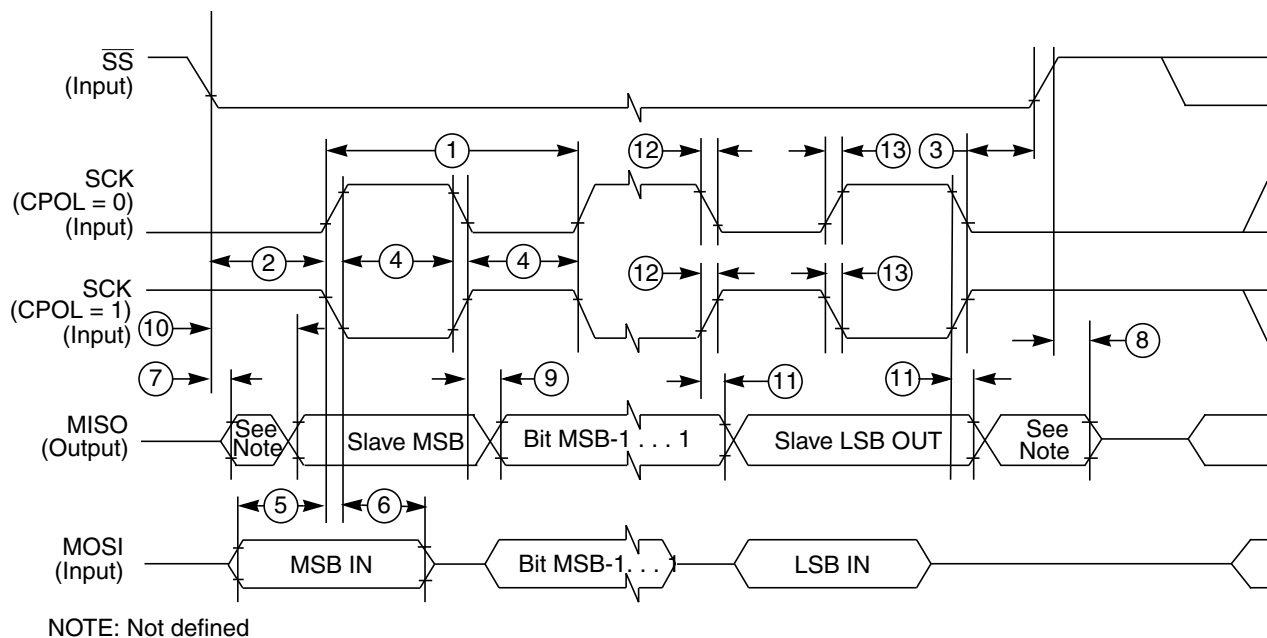 SS
(Input)
1
12
13
3
SCK
(CPOL = 0)
(Input)
2
4
4
12
13
SCK
(CPOL = 1)
(Input)
10
8
7
9
11
11
MISO
(Output)
See
Note
Slave MSB
Bit MSB-1 . . . 1
Slave LSB OUT
See
Note
5
6
MOSI
(Input)
MSB IN
Bit MSB-1. . . 1
LSB IN
NOTE: Not defined